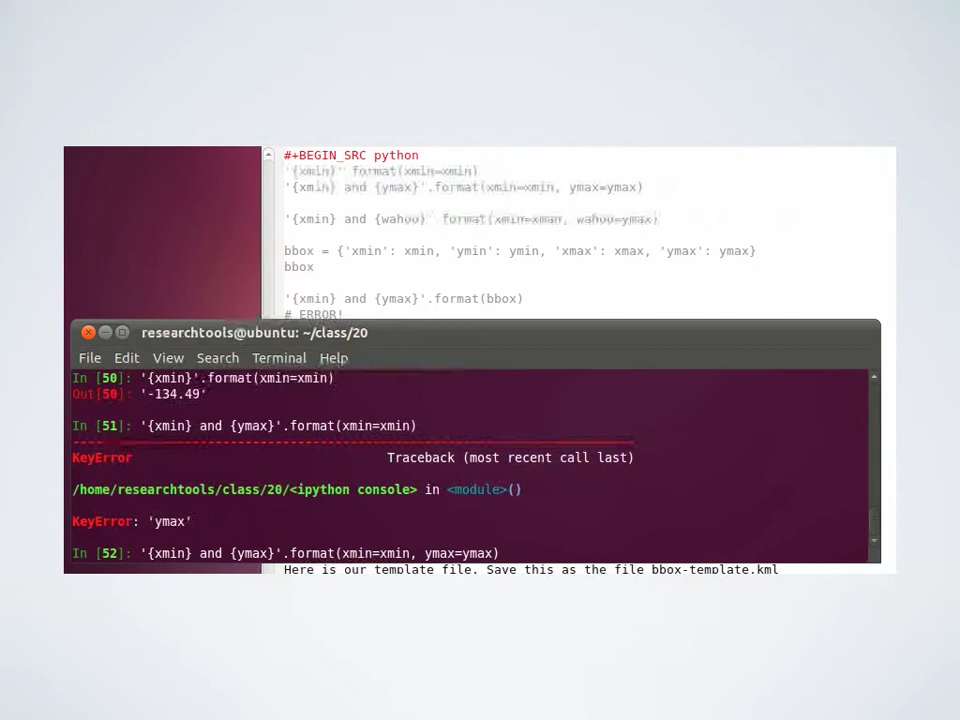 #+BEGIN_SRC python
'{xmin}'.format(xmin=xmin)
'{xmin} and {ymax}'.format(xmin=xmin, ymax=ymax)
'{xmin} and {wahoo}' format(xmin=xman, wahoo=ymax)
bbox = {'xmin': xmin, 'ymin': ymin, 'xmax': xmax, 'ymax': ymax}
bbox
'{xmin} and {ymax}'.format(bbox)
# ERROR!
researchtools@ubuntu: ~/class/20
File Edit View Search Terminal Help
In [50]: '{xmin}'.format(xmin=xmin)
Out[50]: '-134.49'
In [51]: '{xmin} and {ymax}'.format(xmin=xmin)
KeyError Traceback (most recent call last)
/home/researchtools/class/20/<ipython console> in <module>()
KeyError: 'ymax'
In [52]: '{xmin} and {ymax}'.format(xmin=xmin, ymax=ymax)
Here is our template file. Save this as the file bbox-template.kml